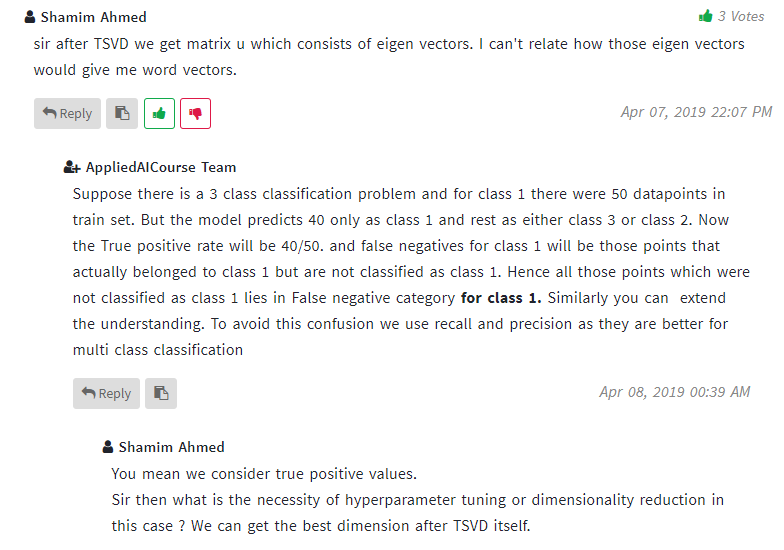 Shamim Ahmed
3 Votes
sir after TSVD we get matrix u which consists of eigen vectors. I can't relate how those eigen vectors
would give me word vectors.
Reply
Apr 07, 2019 22:07 PM
AppliedAICourse Team
Suppose there is a 3 class classification problem and for class 1 there were 50 datapoints in
train set. But the model predicts 40 only as class 1 and rest as either class 3 or class 2. Now
the True positive rate will be 40/50. and false negatives for class 1 will be those points that
actually belonged to class 1 but are not classified as class 1. Hence all those points which were
not classified as class 1 lies in False negative category for class 1. Similarly you can extend
the understanding. To avoid this confusion we use recall and precision as they are better for
multi class classification
Reply
Apr 08, 2019 00:39 AM
Shamim Ahmed
You mean we consider true positive values.
Sir then what is the necessity of hyperparameter tuning or dimensionality reduction in
this case ? We can get the best dimension after TSVD itself.